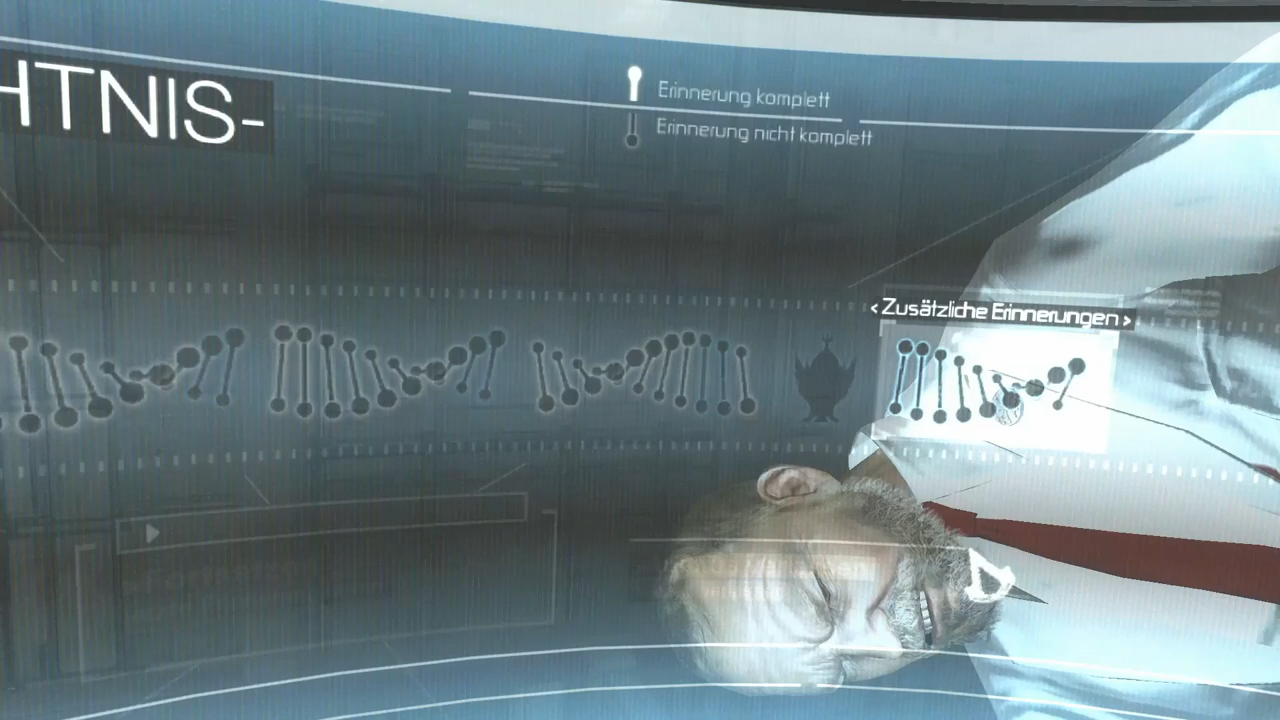 HTNIS-
Erinnerung komplett
Erinnerung nicht komplett
< Zusätzliche Erinnerungen >